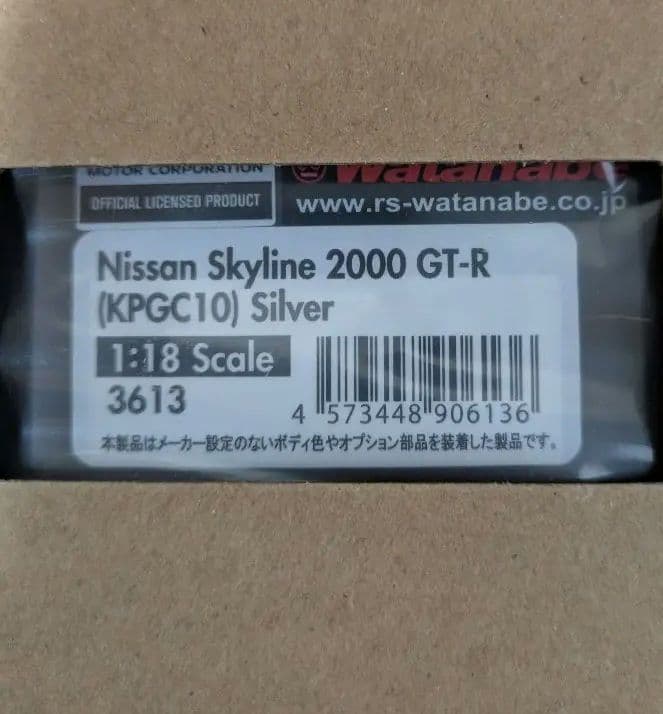 MOTOR CORPORATION
Watanabe
OFFICIAL LICENSED PRODUCT
www.rs-watanabe.co.jp
Nissan Skyline 2000 GT-R
(KPGC10) Silver
1:18 Scale
3613
4 573448 906136
本製品はメーカー設定のないボディ色やオプション部品を装着した製品です。